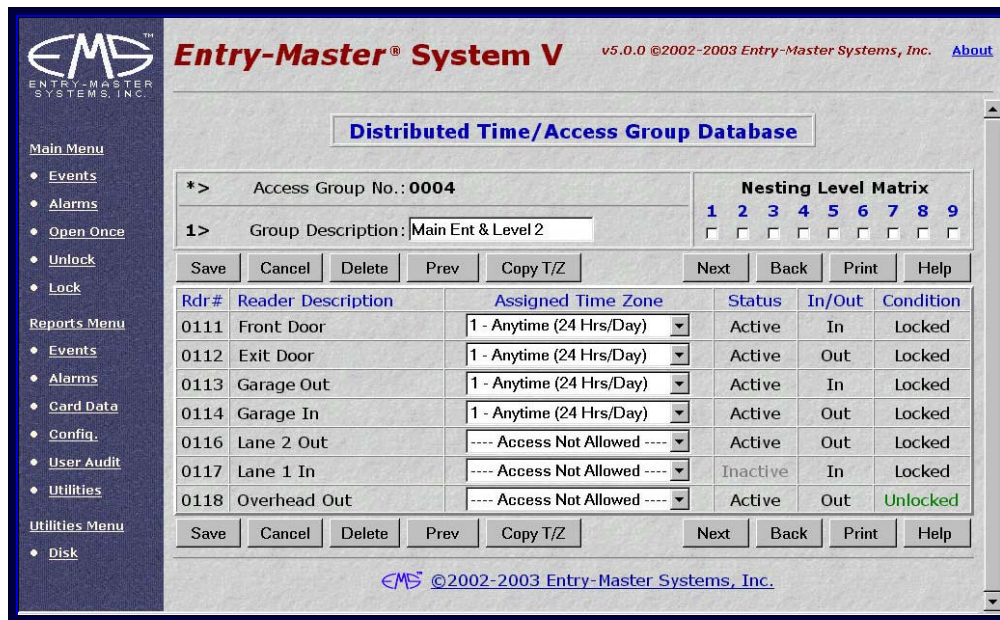 EMS™
ENTRY-MASTER
SYSTEMS, INC.
Entry-Master® System V v5.0.0 ©2002-2003 Entry-Master Systems, Inc. About
Main Menu
Events
Alarms
Open Once
Unlock
Lock
Reports Menu
Events
Alarms
Card Data
Config.
User Audit
Utilities
Utilities Menu
Disk
Distributed Time/Access Group Database
*> Access Group No.: 0004
1> Group Description: Main Ent & Level 2
Nesting Level Matrix
1 2 3 4 5 6 7 8 9
Save Cancel Delete Prev Copy T/Z Next Back Print Help
Rdr# Reader Description Assigned Time Zone Status In/Out Condition
0111 Front Door 1 - Anytime (24 Hrs/Day) Active In Locked
0112 Exit Door 1 - Anytime (24 Hrs/Day) Active Out Locked
0113 Garage Out 1 - Anytime (24 Hrs/Day) Active In Locked
0114 Garage In 1 - Anytime (24 Hrs/Day) Active Out Locked
0116 Lane 2 Out ---- Access Not Allowed ---- Active Out Locked
0117 Lane 1 In ---- Access Not Allowed ---- Inactive In Locked
0118 Overhead Out ---- Access Not Allowed ---- Active Out Unlocked
Save Cancel Delete Prev Copy T/Z Next Back Print Help
EMS™ ©2002-2003 Entry-Master Systems, Inc.